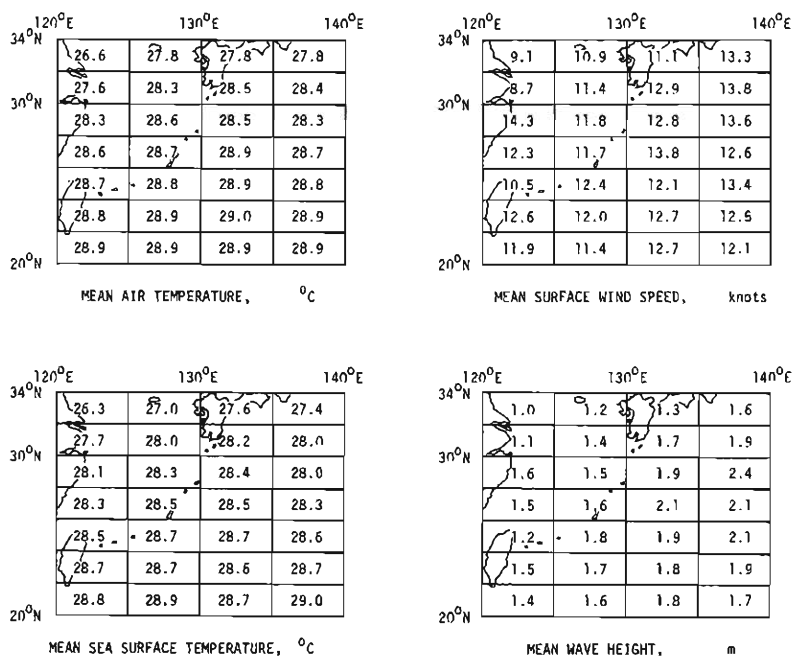 120°E 130°E 140°E
34°N
26.6 27.8 27.8 27.8
27.6 28.3 28.5 28.4
30°N
28.3 28.6 28.5 28.3
28.6 28.7 28.9 28.7
28.7 28.8 28.9 28.8
28.8 28.9 29.0 28.9
28.9 28.9 28.9 28.9
20°N
MEAN AIR TEMPERATURE, °C
120°E 130°E 140°E
34°N
9.1 10.9 11.1 13.3
8.7 11.4 12.9 13.8
30°N
14.3 11.8 12.8 13.6
12.3 11.7 13.8 12.6
10.5 12.4 12.1 13.4
12.6 12.0 12.7 12.5
11.9 11.4 12.7 12.1
20°N
MEAN SURFACE WIND SPEED, knots
120°E 130°E 140°E
34°N
26.3 27.0 27.6 27.4
27.7 28.0 28.2 28.0
30°N
28.1 28.3 28.4 28.0
28.3 28.5 28.5 28.3
28.5 28.7 28.7 28.6
28.7 28.7 28.6 28.7
28.8 28.9 28.7 29.0
20°N
MEAN SEA SURFACE TEMPERATURE, °C
120°E 130°E 140°E
34°N
1.0 1.2 1.3 1.6
1.1 1.4 1.7 1.9
30°N
1.6 1.5 1.9 2.4
1.5 1.6 2.1 2.1
1.2 1.8 1.9 2.1
1.5 1.7 1.8 1.9
1.4 1.6 1.8 1.7
20°N
MEAN WAVE HEIGHT, m